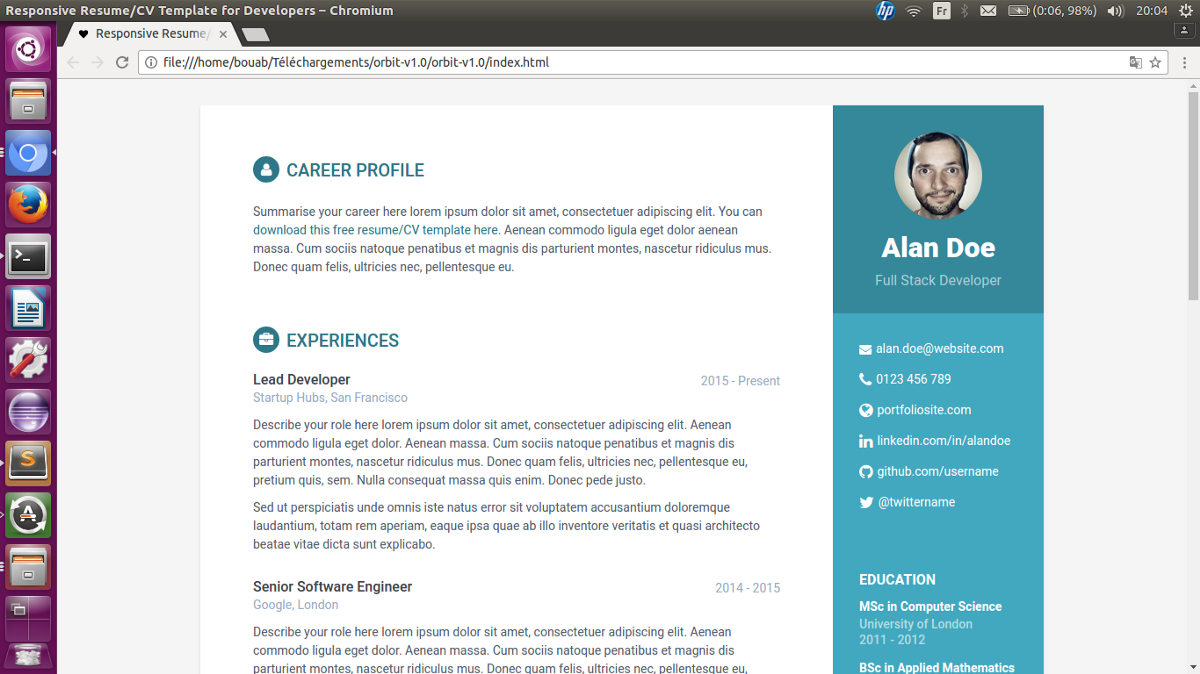 Responsive Resume/CV Template for Developers – Chromium
hp
Fr
(0:06, 98%)
20:04
Responsive Resume/
file:///home/bouab/Téléchargements/orbit-v1.0/orbit-v1.0/index.html
CAREER PROFILE
Summarise your career here lorem ipsum dolor sit amet, consectetuer adipiscing elit. You can
download this free resume/CV template here. Aenean commodo ligula eget dolor aenean
massa. Cum sociis natoque penatibus et magnis dis parturient montes, nascetur ridiculus mus.
Donec quam felis, ultricies nec, pellentesque eu.
EXPERIENCES
Lead Developer
2015 - Present
Startup Hubs, San Francisco
Describe your role here lorem ipsum dolor sit amet, consectetuer adipiscing elit. Aenean
commodo ligula eget dolor. Aenean massa. Cum sociis natoque penatibus et magnis dis
parturient montes, nascetur ridiculus mus. Donec quam felis, ultricies nec, pellentesque eu,
pretium quis, sem. Nulla consequat massa quis enim. Donec pede justo.
Sed ut perspiciatis unde omnis iste natus error sit voluptatem accusantium doloremque
laudantium, totam rem aperiam, eaque ipsa quae ab illo inventore veritatis et quasi architecto
beatae vitae dicta sunt explicabo.
Senior Software Engineer
2014 - 2015
Google, London
Describe your role here lorem ipsum dolor sit amet, consectetuer adipiscing elit. Aenean
commodo ligula eget dolor. Aenean massa. Cum sociis natoque penatibus et magnis dis
parturient montes, nascetur ridiculus mus. Donec quam felis, ultricies nec, pellentesque eu,
Alan Doe
Full Stack Developer
alan.doe@website.com
0123 456 789
portfoliosite.com
linkedin.com/in/alandoe
github.com/username
@twittername
EDUCATION
MSc in Computer Science
University of London
2011 - 2012
BSc in Applied Mathematics